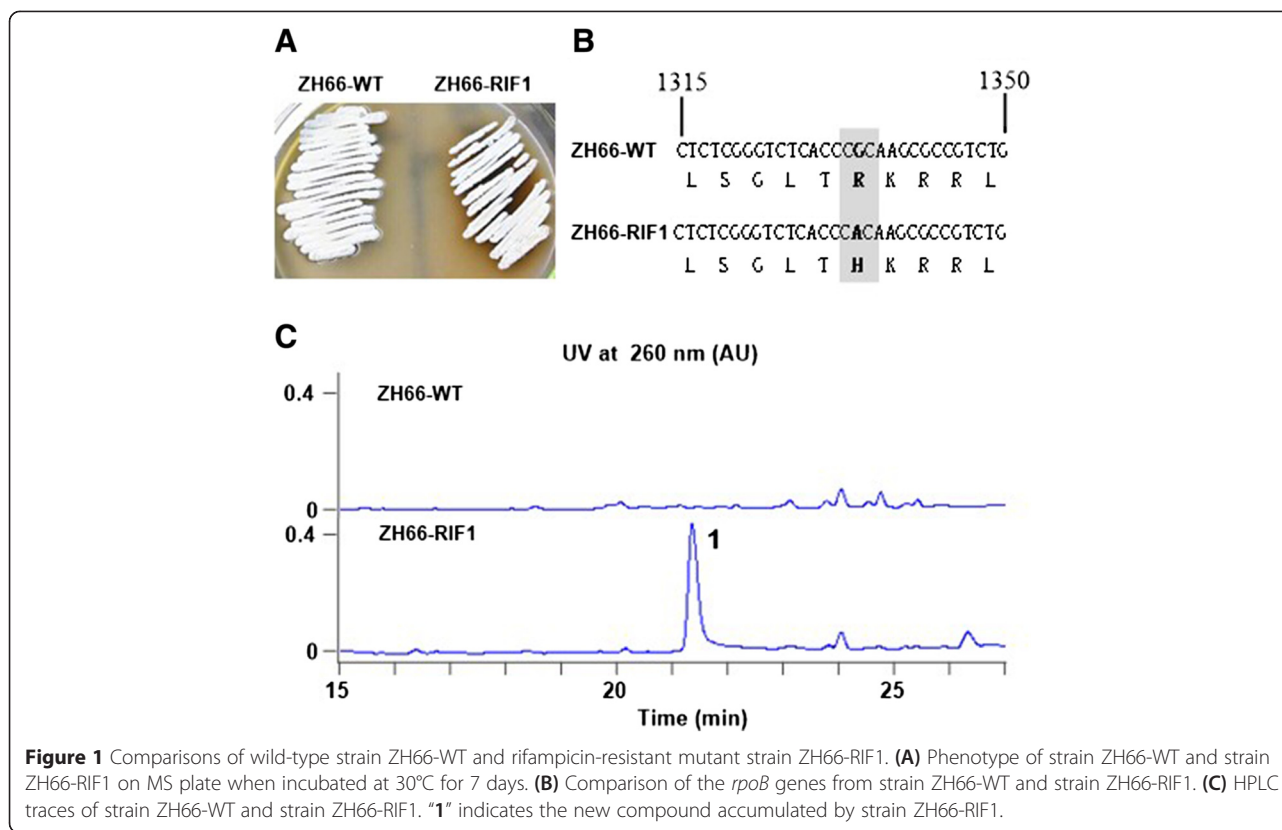 A
B
ZH66-WT ZH66-RIF1
1315 1350
ZH66-WT CTCTCGGGTCTCACCCGCAAGCGCCGTCTG
L S G L T R K R R L
ZH66-RIF1 CTCTCGGGTCTCACCCACAAGCGCCGTCTG
L S G L T H K R R L
C
UV at 260 nm (AU)
0.4 ZH66-WT
0
0.4 ZH66-RIF1 1
0
15 20 25
Time (min)
Figure 1 Comparisons of wild-type strain ZH66-WT and rifampicin-resistant mutant strain ZH66-RIF1. (A) Phenotype of strain ZH66-WT and strain
ZH66-RIF1 on MS plate when incubated at 30°C for 7 days. (B) Comparison of the rpoB genes from strain ZH66-WT and strain ZH66-RIF1. (C) HPLC
traces of strain ZH66-WT and strain ZH66-RIF1. “1” indicates the new compound accumulated by strain ZH66-RIF1.